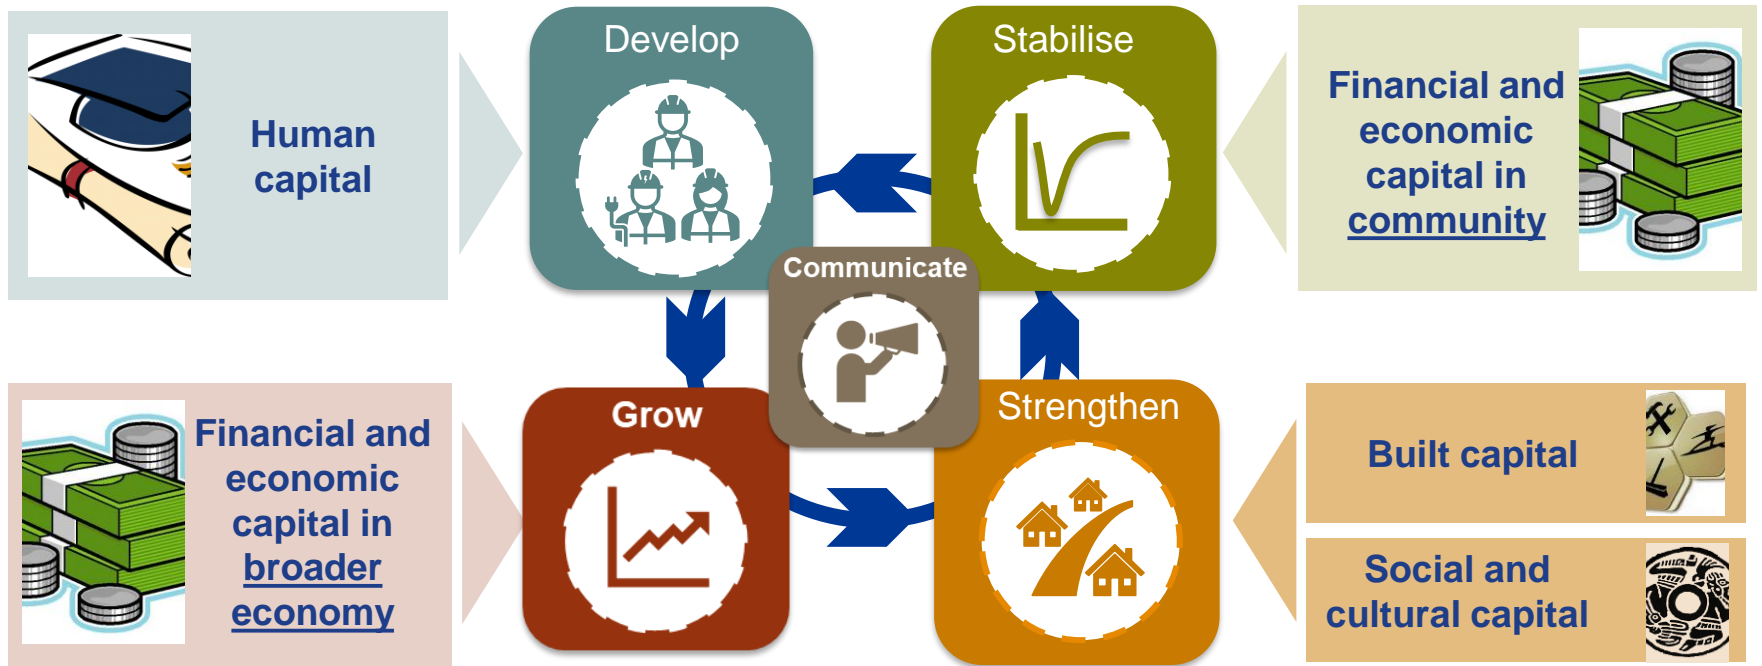 Develop
Stabilise
Human
capital
Financial and
economic
capital in
community
Communicate
Grow
Strengthen
Financial and
economic
capital in
broader
economy
Built capital
Social and
cultural capital